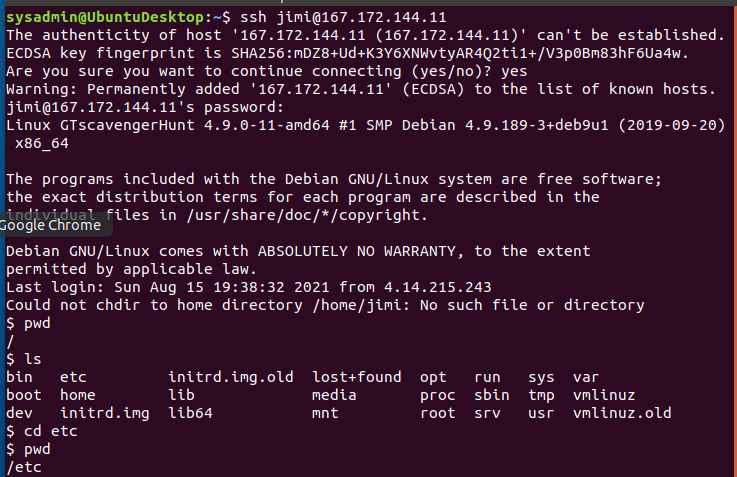 sysadmin@UbuntuDesktop:~$ ssh jimi@167.172.144.11
The authenticity of host '167.172.144.11 (167.172.144.11)' can't be established.
ECDSA key fingerprint is SHA256:mDZ8+Ud+K3Y6XNWvtyAR4Q2ti1+/V3p0Bm83hF6Ua4w.
Are you sure you want to continue connecting (yes/no)? yes
Warning: Permanently added '167.172.144.11' (ECDSA) to the list of known hosts.
jimi@167.172.144.11's password:
Linux GTscavengerHunt 4.9.0-11-amd64 #1 SMP Debian 4.9.189-3+deb9u1 (2019-09-20)
x86_64
The programs included with the Debian GNU/Linux system are free software;
the exact distribution terms for each program are described in the
individual files in /usr/share/doc/*/copyright.
Google Chrome
Debian GNU/Linux comes with ABSOLUTELY NO WARRANTY, to the extent
permitted by applicable law.
Last login: Sun Aug 15 19:38:32 2021 from 4.14.215.243
Could not chdir to home directory /home/jimi: No such file or directory
$ pwd
/
$ ls
bin etc initrd.img.old lost+found opt run sys var
boot home lib media proc sbin tmp vmlinuz
dev initrd.img lib64 mnt root srv usr vmlinuz.old
$ cd etc
$ pwd
/etc